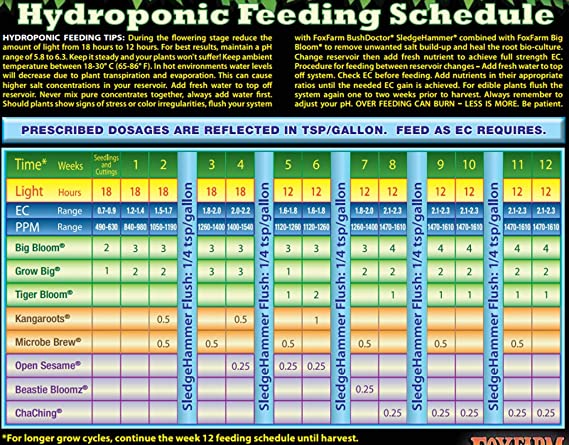 Hydroponic Feeding Schedule
HYDROPONIC FEEDING TIPS: During the flowering stage reduce the
amount of light from 18 hours to 12 hours. For best results, maintain a pH
range of 5.8 to 6.3. Keep it steady and your plants won't suffer! Keep ambient
temperature between 18-30° C (65-86° F). In hot environments water levels
will decrease due to plant transpiration and evaporation. This can cause
higher salt concentrations in your reservoir. Add fresh water to top off
reservoir. Never mix pure concentrates together, always add water first.
Should plants show signs of stress or color irregularities, flush your system
with FoxFarm BushDoctor® SledgeHammer® combined with FoxFarm Big
Bloom® to remove unwanted salt build-up and heal the root bio-culture.
Change reservoir then add fresh nutrient to achieve full strength EC.
Procedure for feeding between reservoir changes – Add fresh water to top
off system. Check EC before feeding. Add nutrients in their appropriate
ratios until the needed EC gain is achieved. For edible plants flush the
system again one to two weeks prior to harvest. Always remember to
adjust your pH. OVER FEEDING CAN BURN – LESS IS MORE. Be patient.
PRESCRIBED DOSAGES ARE REFLECTED IN TSP/GALLON. FEED AS EC REQUIRES.
Time* Weeks Seedlings and Cuttings 1 2 3 4 5 6 7 8 9 10 11 12
Light Hours 18 18 18 18 18 12 12 12 12 12 12 12 12
EC Range 0.7-0.9 1.2-1.4 1.5-1.7 1.8-2.0 2.0-2.2 1.6-1.8 1.6-1.8 1.8-2.0 2.1-2.3 2.1-2.3 2.1-2.3 2.1-2.3 2.1-2.3
PPM Range 490-630 840-980 1050-1190 1260-1400 1400-1540 1120-1260 1120-1260 1260-1400 1470-1610 1470-1610 1470-1610 1470-1610 1470-1610
Big Bloom® 2 3 3 3 3 3 3 3 4 4 4 4 4
Grow Big® 1 2 2 3 3 1 2 2 2 2 2
Tiger Bloom® 1 2 1 1 1 1 1
Kangaroots® 0.5 0.5 1
Microbe Brew® 0.5 0.5 0.5 0.5 0.5 0.5
Open Sesame® 0.25 0.25 0.25
Beastie Bloomz® 0.25
ChaChing® 0.25 0.25 0.25 0.25 0.25
SledgeHammer Flush: 1/4 tsp/gallon
SledgeHammer Flush: 1/4 tsp/gallon
SledgeHammer Flush: 1/4 tsp/gallon
SledgeHammer Flush: 1/4 tsp/gallon
SledgeHammer Flush: 1/4 tsp/gallon
*For longer grow cycles, continue the week 12 feeding schedule until harvest.
FOXFARM